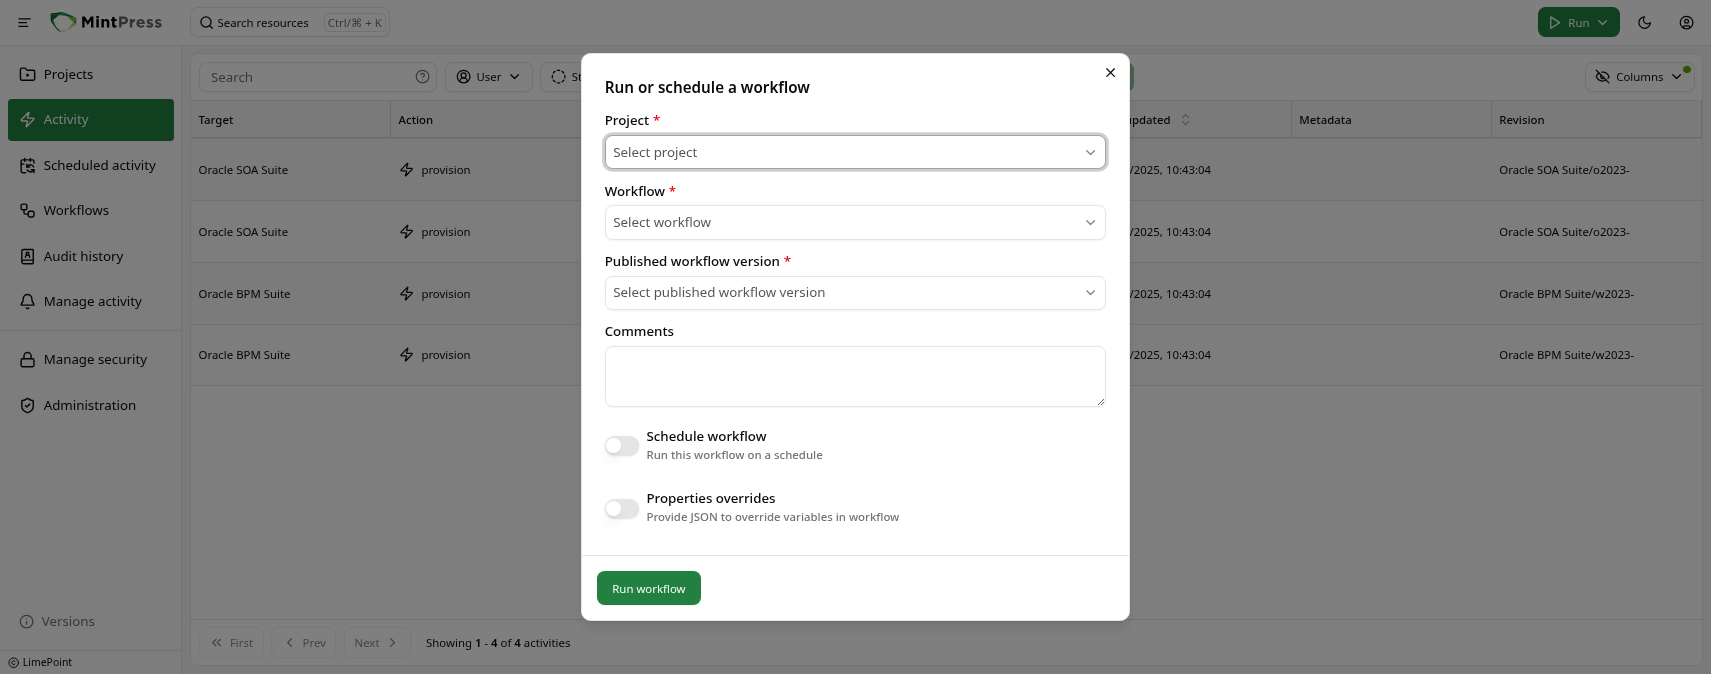 MintPress
Search resources Ctrl/⌘ + K
Run
Projects
Activity
Scheduled activity
Workflows
Audit history
Manage activity
Manage security
Administration
Versions
© LimePoint
Search
User
St
Columns
Target Action updated Metadata Revision
Oracle SOA Suite provision /2025, 10:43:04 Oracle SOA Suite/o2023-
Oracle SOA Suite provision /2025, 10:43:04 Oracle SOA Suite/o2023-
Oracle BPM Suite provision /2025, 10:43:04 Oracle BPM Suite/w2023-
Oracle BPM Suite provision /2025, 10:43:04 Oracle BPM Suite/w2023-
First Prev Next Showing 1 - 4 of 4 activities
Run or schedule a workflow
Project *
Select project
Workflow *
Select workflow
Published workflow version *
Select published workflow version
Comments
Schedule workflow
Run this workflow on a schedule
Properties overrides
Provide JSON to override variables in workflow
Run workflow